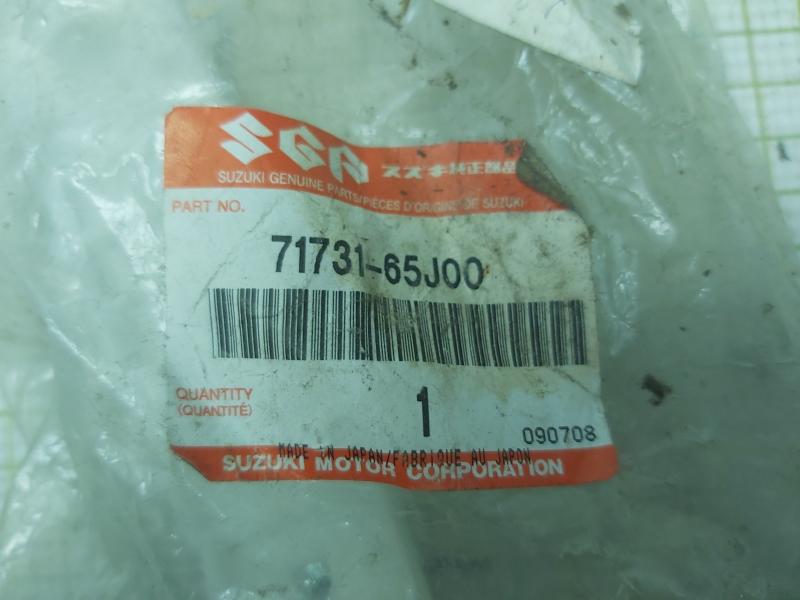 SGP スズキ純正部品
SUZUKI GENUINE PARTS/PIÈCES D'ORIGINE DE SUZUKI
PART NO.
71731-65J00
QUANTITY
(QUANTITÉ)
1
090708
MADE IN JAPAN/FABRIQUE AU JAPON
SUZUKI MOTOR CORPORATION